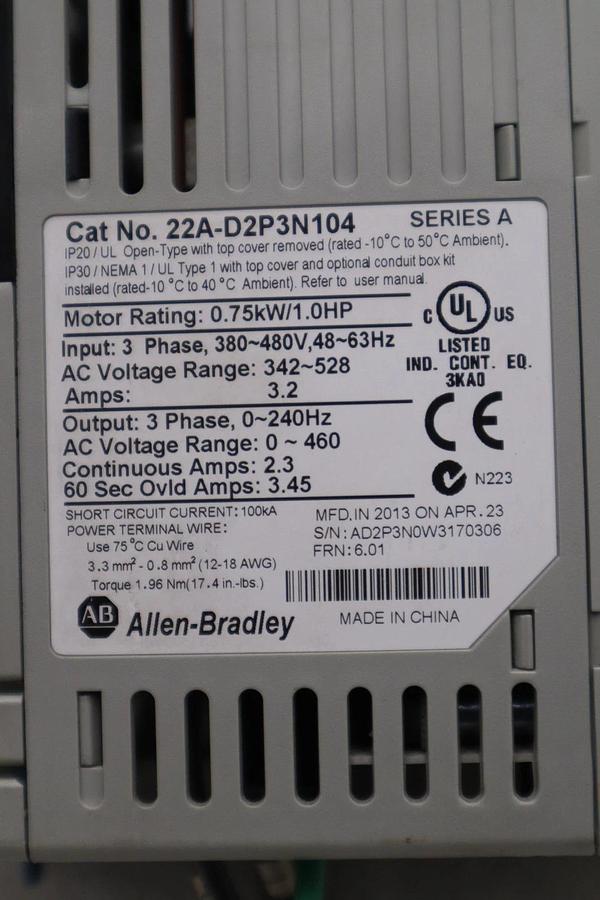 Cat No. 22A-D2P3N104 SERIES A
IP20 / UL Open-Type with top cover removed (rated -10°C to 50°C Ambient).
IP30 / NEMA 1 / UL Type 1 with top cover and optional conduit box kit
installed (rated-10 °C to 40 °C Ambient). Refer to user manual.
Motor Rating: 0.75kW/1.0HP
C UL US
LISTED
IND. CONT. EQ.
3KA0
Input: 3 Phase, 380~480V,48~63Hz
AC Voltage Range: 342~528
Amps: 3.2
Output: 3 Phase, 0~240Hz
AC Voltage Range: 0 ~ 460
Continuous Amps: 2.3
60 Sec Ovld Amps: 3.45
CE
N223
SHORT CIRCUIT CURRENT:100kA
POWER TERMINAL WIRE:
Use 75°C Cu Wire
3.3 mm² - 0.8 mm² (12-18 AWG)
Torque 1.96 Nm(17.4 in.-lbs.)
MFD.IN 2013 ON APR.23
S/N: AD2P3N0W3170306
FRN:6.01
AB Allen-Bradley
MADE IN CHINA